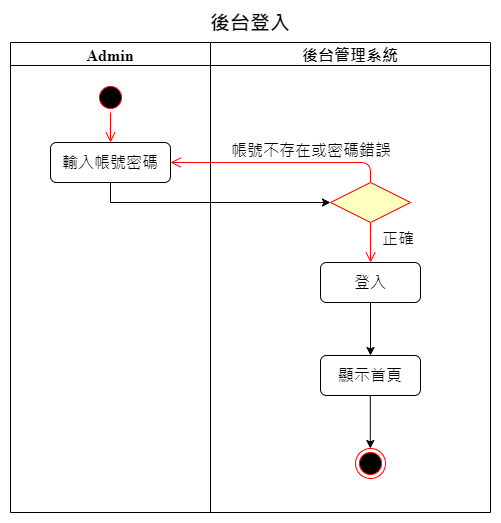 後台登入
Admin
後台管理系統
輸入帳號密碼
帳號不存在或密碼錯誤
正確
登入
顯示首頁